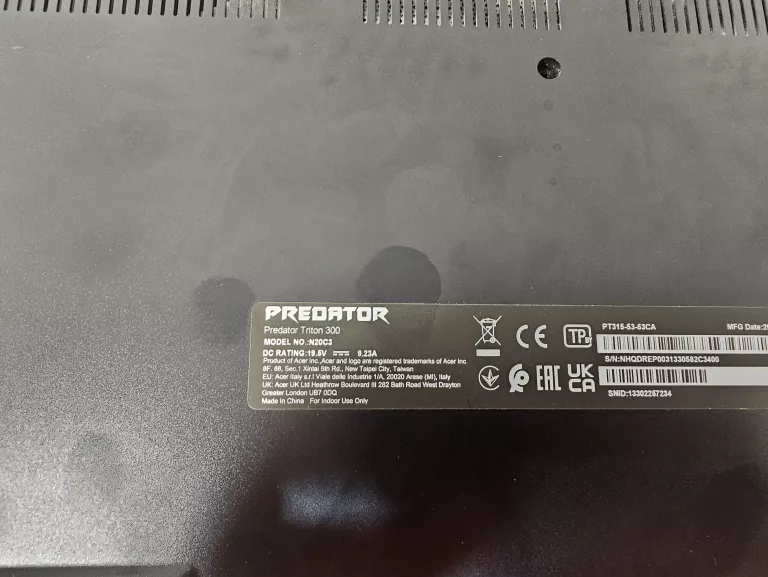 PREDATOR
Predator Triton 300
MODEL NO.:N20C3
DC RATING:19.5V 9.23A
Product of Acer Inc.,Acer and logo are registered trademarks of Acer Inc.
8F, 88, Sec.1 Xintai 5th Rd., New Taipei City, Taiwan
EU: Acer Italy s.r.l Viale delle Industrie 1/A, 20020 Arese (MI), Italy
UK: Acer UK Ltd Heathrow Boulevard III 282 Bath Road West Drayton
Greater London UB7 0DQ
Made in China For Indoor Use Only
CE
TP
EAC
UK
CA
PT315-53-53CA MFG Date:20
S/N:NHQDREP0031330582C3400
SNID:13302257234